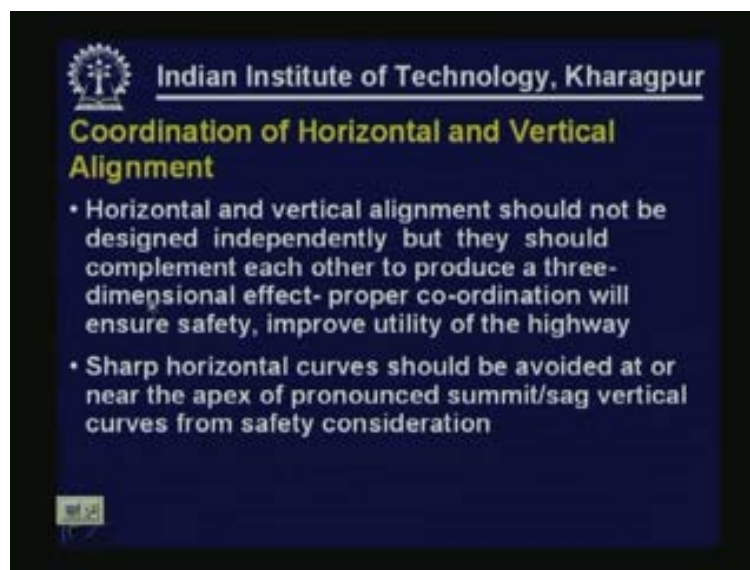 Indian Institute of Technology, Kharagpur
Coordination of Horizontal and Vertical
Alignment
• Horizontal and vertical alignment should not be
designed independently but they should
complement each other to produce a three-
dimensional effect- proper co-ordination will
ensure safety, improve utility of the highway
• Sharp horizontal curves should be avoided at or
near the apex of pronounced summit/sag vertical
curves from safety consideration